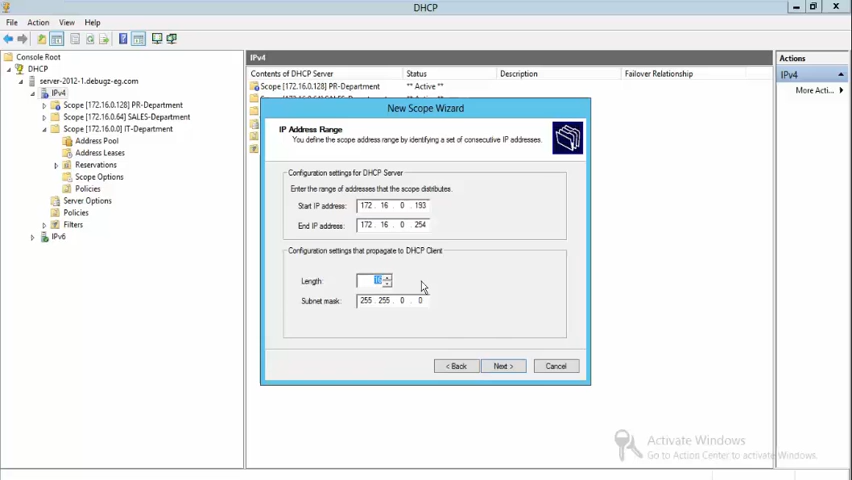 DHCP
File Action View Help
Console Root
DHCP
server-2012-1.debugz-eg.com
IPv4
Scope [172.16.0.128] PR-Department
Scope [172.16.0.64] SALES-Department
Scope [172.16.0.0] IT-Department
Address Pool
Address Leases
Reservations
Scope Options
Policies
Server Options
Policies
Filters
IPv6
IPv4
Contents of DHCP Server Status Description Failover Relationship
Scope [172.16.0.128] PR-Department ** Active **
New Scope Wizard
IP Address Range
You define the scope address range by identifying a set of consecutive IP addresses.
Configuration settings for DHCP Server
Enter the range of addresses that the scope distributes.
Start IP address: 172 . 16 . 0 . 193
End IP address: 172 . 16 . 0 . 254
Configuration settings that propagate to DHCP Client
Length: 16
Subnet mask: 255 . 255 . 0 . 0
< Back Next > Cancel
Actions
IPv4
More Acti...
Activate Windows
Go to Action Center to activate Windows.